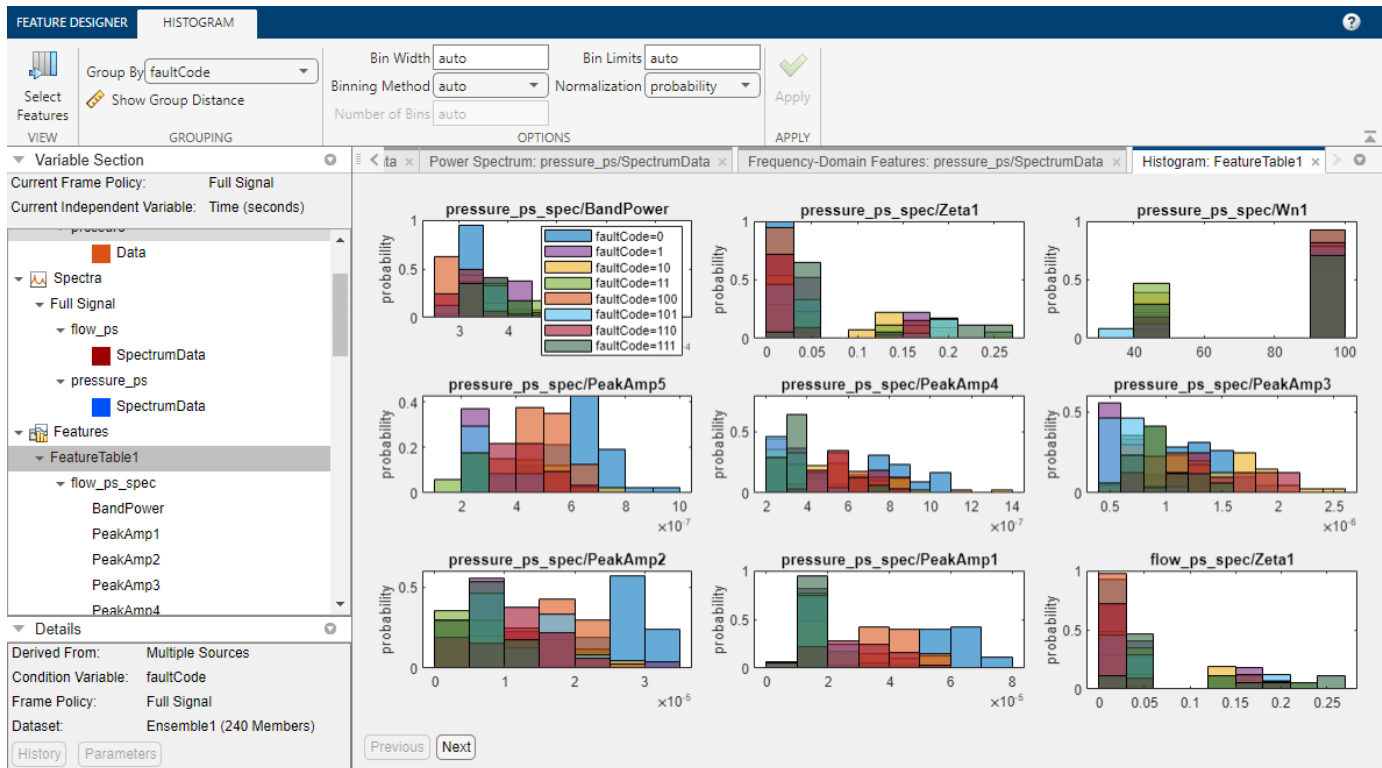 FEATURE DESIGNER HISTOGRAM
?
Select
Features
VIEW
Group By faultCode
Show Group Distance
GROUPING
Bin Width auto Bin Limits auto
Binning Method auto Normalization probability
Number of Bins auto
OPTIONS
Apply
APPLY
Variable Section
Current Frame Policy: Full Signal
Current Independent Variable: Time (seconds)
Data
Spectra
Full Signal
flow_ps
SpectrumData
pressure_ps
SpectrumData
Features
FeatureTable1
flow_ps_spec
BandPower
PeakAmp1
PeakAmp2
PeakAmp3
PeakAmp4
Details
Derived From: Multiple Sources
Condition Variable: faultCode
Frame Policy: Full Signal
Dataset: Ensemble1 (240 Members)
History Parameters
ta × Power Spectrum: pressure_ps/SpectrumData × Frequency-Domain Features: pressure_ps/SpectrumData × Histogram: FeatureTable1 ×
pressure_ps_spec/BandPower
probability
1
0.5
0
3 4
-4
faultCode=0
faultCode=1
faultCode=10
faultCode=11
faultCode=100
faultCode=101
faultCode=110
faultCode=111
pressure_ps_spec/Zeta1
probability
1
0.5
0
0 0.05 0.1 0.15 0.2 0.25
pressure_ps_spec/Wn1
probability
1
0.5
0
40 60 80 100
pressure_ps_spec/PeakAmp5
probability
0.4
0.2
0
2 4 6 8 10
×10-7
pressure_ps_spec/PeakAmp4
probability
0.5
0
2 4 6 8 10 12 14
×10-7
pressure_ps_spec/PeakAmp3
probability
0.5
0
0.5 1 1.5 2 2.5
×10-6
pressure_ps_spec/PeakAmp2
probability
0.5
0
0 1 2 3
×10-5
pressure_ps_spec/PeakAmp1
probability
1
0.5
0
0 2 4 6 8
×10-5
flow_ps_spec/Zeta1
probability
1
0.5
0
0 0.05 0.1 0.15 0.2 0.25
Previous Next